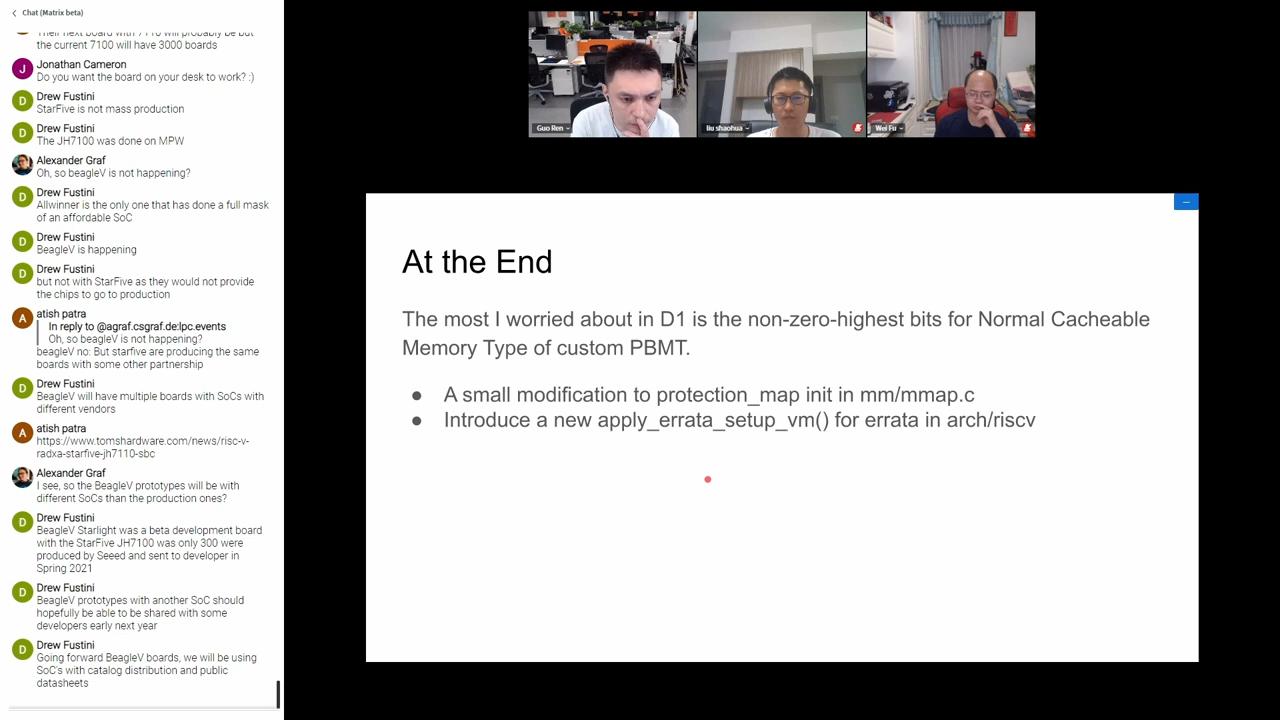 Chat (Matrix beta)
Their next board with 7110 will probably be but
the current 7100 will have 3000 boards
J
Jonathan Cameron
Do you want the board on your desk to work? :)
D
Drew Fustini
StarFive is not mass production
D
Drew Fustini
The JH7100 was done on MPW
Alexander Graf
Oh, so beagleV is not happening?
D
Drew Fustini
Allwinner is the only one that has done a full mask
of an affordable SoC
D
Drew Fustini
BeagleV is happening
D
Drew Fustini
but not with StarFive as they would not provide
the chips to go to production
A
atish patra
In reply to @agraf.csgraf.de:lpc.events
Oh, so beagleV is not happening?
beagleV no: But starfive are producing the same
boards with some other partnership
D
Drew Fustini
BeagleV will have multiple boards with SoCs with
different vendors
A
atish patra
https://www.tomshardware.com/news/risc-v-
radxa-starfive-jh7110-sbc
Alexander Graf
I see, so the BeagleV prototypes will be with
different SoCs than the production ones?
D
Drew Fustini
BeagleV Starlight was a beta development board
with the StarFive JH7100 was only 300 were
produced by Seeed and sent to developer in
Spring 2021
D
Drew Fustini
BeagleV prototypes with another SoC should
hopefully be able to be shared with some
developers early next year
D
Drew Fustini
Going forward BeagleV boards, we will be using
SoC's with catalog distribution and public
datasheets
Guo Ren
liu shaohua
Wei Fu
At the End
The most I worried about in D1 is the non-zero-highest bits for Normal Cacheable
Memory Type of custom PBMT.
● A small modification to protection_map init in mm/mmap.c
● Introduce a new apply_errata_setup_vm() for errata in arch/riscv